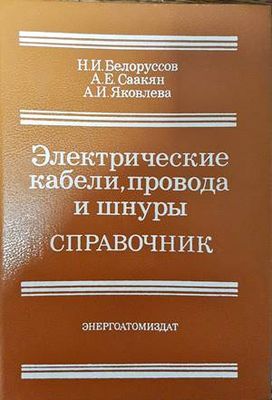 Н.И.Белоруссов
А.Е.Саакян
А.И.Яковлева
Электрические
кабели, провода
и шнуры
СПРАВОЧНИК
ЭНЕРГОАТОМИЗДАТ